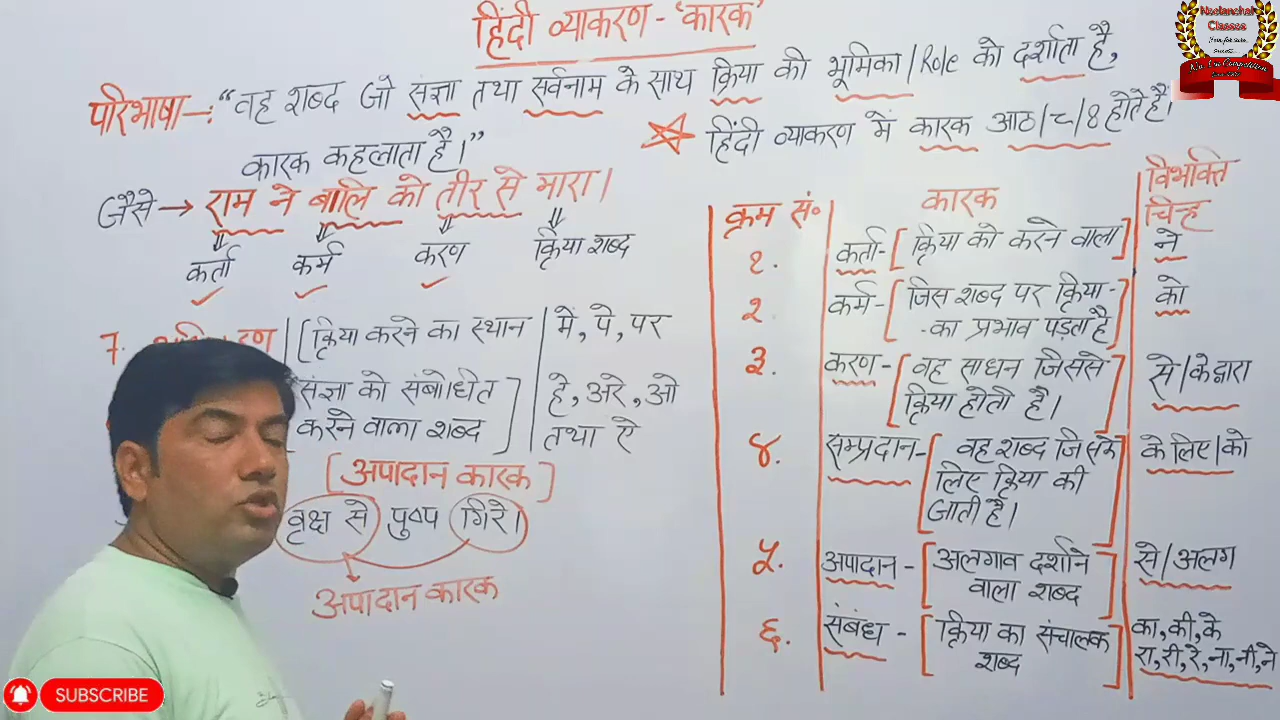 हिंदी व्याकरण - 'कारक'
Neelanchal
Classes
परिभाषा—: “वह शब्द जो संज्ञा तथा सर्वनाम के साथ क्रिया की भूमिका/Role को दर्शाता है,
कारक कहलाता है।”
हिंदी व्याकरण में कारक आठ/८/8 होते हैं।
जैसे → राम ने बालि को तीर से मारा।
कर्ता कर्म करण क्रिया शब्द
क्रम सं॰ कारक विभक्ति
चिन्ह
१. कर्ता-[क्रिया को करने वाला] ने
२. कर्म-[जिस शब्द पर क्रिया-
-का प्रभाव पड़ता है] को
३. करण-[वह साधन जिससे
क्रिया होती है।] से/के द्वारा
४. सम्प्रदान-[वह शब्द जिसके
लिए क्रिया की
जाती है।] के लिए/को
५. अपादान-[अलगाव दर्शाने
वाला शब्द] से/अलग
६. संबंध-[क्रिया का संचालक
शब्द] का,की,के
रा,री,रे,ना,नी,ने
7. [क्रिया करने का स्थान | में, पे, पर
संज्ञा को संबोधित
करने वाला शब्द] हे, अरे, ओ
तथा ऐ
[अपादान कारक]
वृक्ष से पुष्प गिरे।
अपादान कारक
SUBSCRIBE